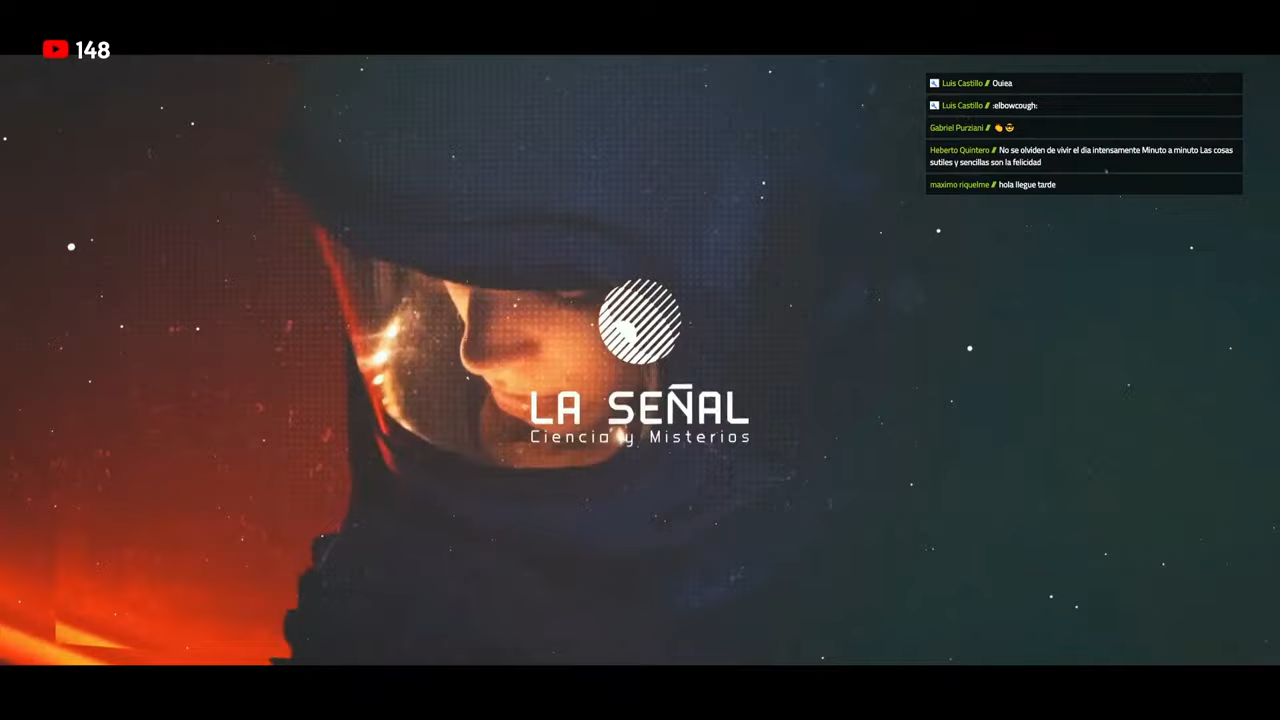 148
Luis Castillo // Ouiea
Luis Castillo // :elbowcough:
Gabriel Purziani // 👏 😎
Heberto Quintero // No se olviden de vivir el dia intensamente Minuto a minuto Las cosas
sutiles y sencillas son la felicidad
maximo riquelme // hola llegue tarde
LA SEÑAL
Ciencia y Misterios